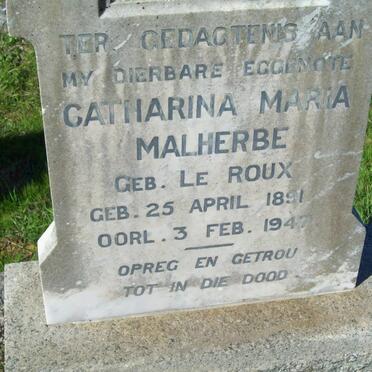 TER GEDAGTENIS AAN
MY DIERBARE EGGENOTE
CATHARINA MARIA
MALHERBE
GEB. LE ROUX
GEB. 25 APRIL 1891
OORL. 3 FEB. 1947
OPREG EN GETROU
TOT IN DIE DOOD